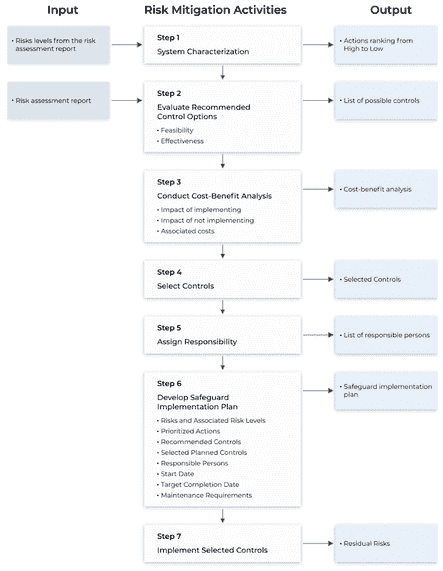 Input
Risk Mitigation Activities
Output
• Risks levels from the risk
assessment report
Step 1
System Characterization
• Actions ranking from
High to Low
• Risk assessment report
Step 2
Evaluate Recommended
Control Options
• Feasibility
• Effectiveness
• List of possible controls
Step 3
Conduct Cost-Benefit Analysis
• Impact of implementing
• Impact of not implementing
• Associated costs
• Cost-benefit analysis
Step 4
Select Controls
• Selected Controls
Step 5
Assign Responsibility
• List of responsible persons
Step 6
Develop Safeguard
Implementation Plan
• Risks and Associated Risk Levels
• Prioritized Actions
• Recommended Controls
• Selected Planned Controls
• Responsible Persons
• Start Date
• Target Completion Date
• Maintenance Requirements
• Safeguard implementation
plan
Step 7
Implement Selected Controls
• Residual Risks